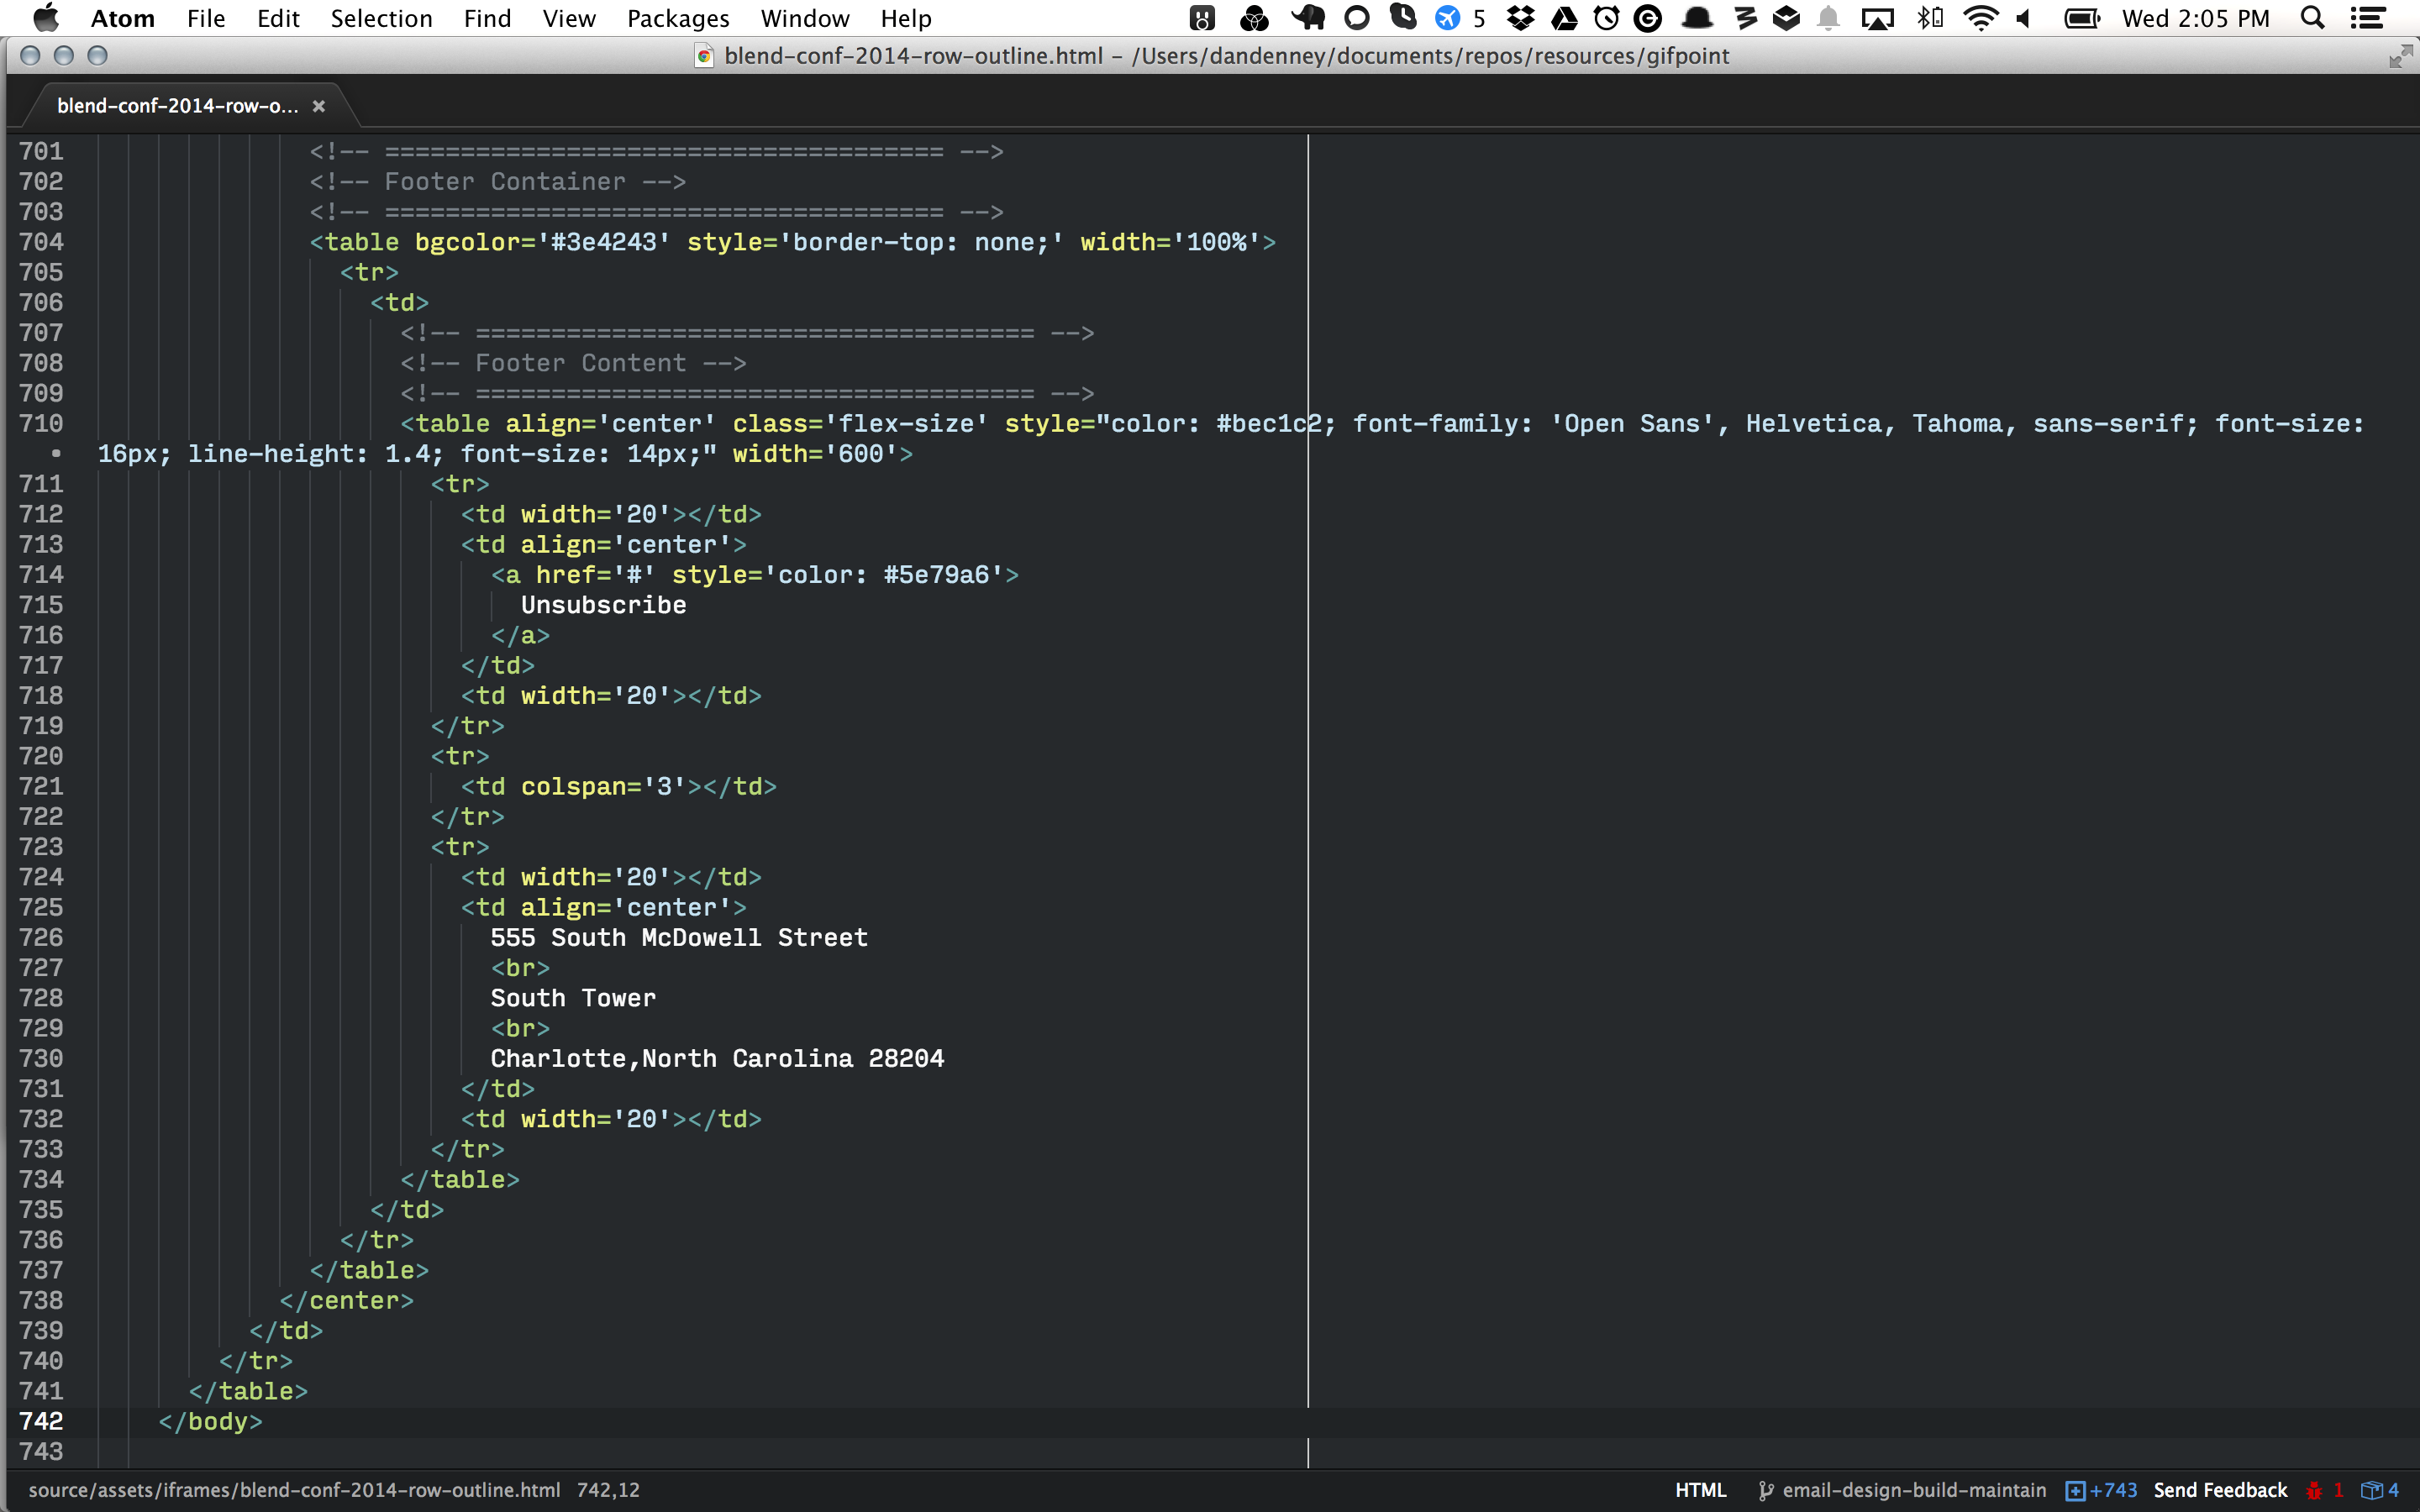 Atom File Edit Selection Find View Packages Window Help 5 Wed 2:05 PM
blend-conf-2014-row-outline.html – /Users/dandenney/documents/repos/resources/gifpoint
blend-conf-2014-row-o... ×
701 <!-- ===================================== -->
702 <!-- Footer Container -->
703 <!-- ===================================== -->
704 <table bgcolor='#3e4243' style='border-top: none;' width='100%'>
705 <tr>
706 <td>
707 <!-- ===================================== -->
708 <!-- Footer Content -->
709 <!-- ===================================== -->
710 <table align='center' class='flex-size' style="color: #bec1c2; font-family: 'Open Sans', Helvetica, Tahoma, sans-serif; font-size:
• 16px; line-height: 1.4; font-size: 14px;" width='600'>
711 <tr>
712 <td width='20'></td>
713 <td align='center'>
714 <a href='#' style='color: #5e79a6'>
715 Unsubscribe
716 </a>
717 </td>
718 <td width='20'></td>
719 </tr>
720 <tr>
721 <td colspan='3'></td>
722 </tr>
723 <tr>
724 <td width='20'></td>
725 <td align='center'>
726 555 South McDowell Street
727 <br>
728 South Tower
729 <br>
730 Charlotte,North Carolina 28204
731 </td>
732 <td width='20'></td>
733 </tr>
734 </table>
735 </td>
736 </tr>
737 </table>
738 </center>
739 </td>
740 </tr>
741 </table>
742 </body>
743
source/assets/iframes/blend-conf-2014-row-outline.html 742,12 HTML email-design-build-maintain +743 Send Feedback 1 4